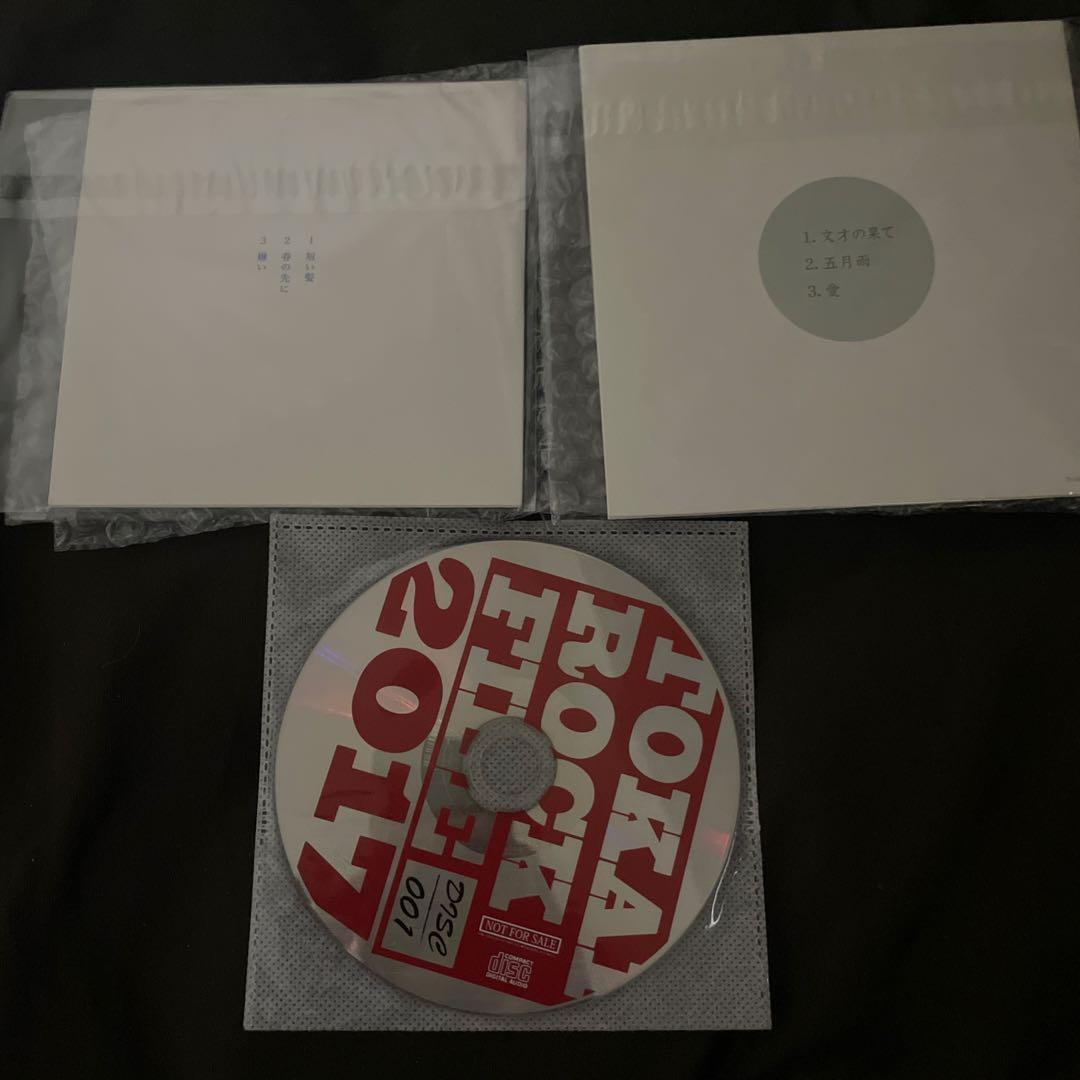 1 短い髪
2 春の先に
3 嫌い
1. 文才の果て
2. 五月雨
3. 愛
TOKAI
ROCK
FILE
2017
DISC
001
NOT FOR SALE
COMPACT
disc
DIGITAL AUDIO